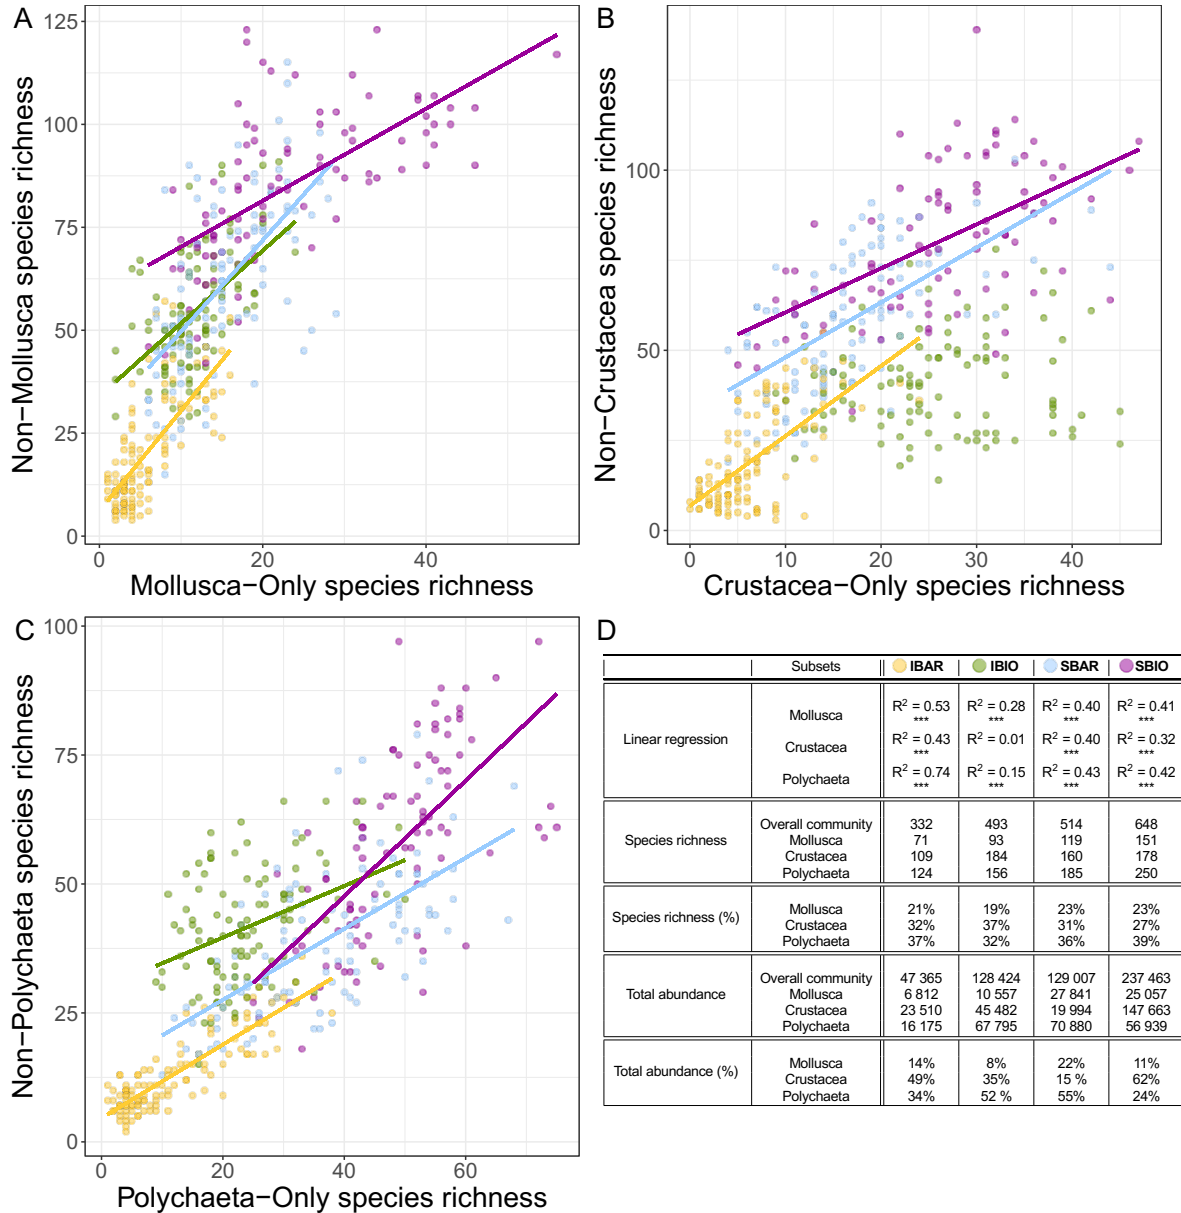 A
Non−Mollusca species richness
125
100
75
50
25
0
0 20 40
Mollusca−Only species richness
B
Non−Crustacea species richness
100
50
0
0 10 20 30 40
Crustacea−Only species richness
C
Non−Polychaeta species richness
100
75
50
25
0
0 20 40 60
Polychaeta−Only species richness
D
Subsets IBAR IBIO SBAR SBIO
Linear regression
Mollusca R² = 0.53 *** R² = 0.28 *** R² = 0.40 *** R² = 0.41 ***
Crustacea R² = 0.43 *** R² = 0.01 R² = 0.40 *** R² = 0.32 ***
Polychaeta R² = 0.74 *** R² = 0.15 *** R² = 0.43 *** R² = 0.42 ***
Species richness
Overall community 332 493 514 648
Mollusca 71 93 119 151
Crustacea 109 184 160 178
Polychaeta 124 156 185 250
Species richness (%)
Mollusca 21% 19% 23% 23%
Crustacea 32% 37% 31% 27%
Polychaeta 37% 32% 36% 39%
Total abundance
Overall community 47 365 128 424 129 007 237 463
Mollusca 6 812 10 557 27 841 25 057
Crustacea 23 510 45 482 19 994 147 663
Polychaeta 16 175 67 795 70 880 56 939
Total abundance (%)
Mollusca 14% 8% 22% 11%
Crustacea 49% 35% 15 % 62%
Polychaeta 34% 52 % 55% 24%